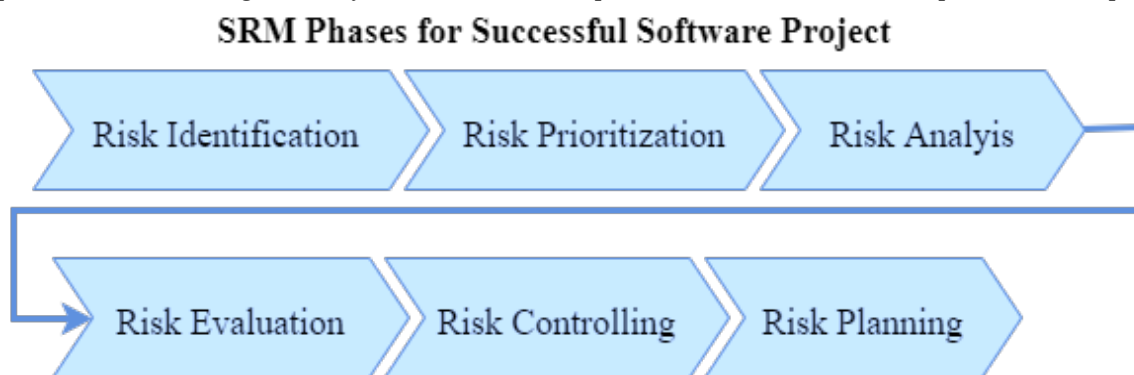 SRM Phases for Successful Software Project
Risk Identification
Risk Prioritization
Risk Analyis
Risk Evaluation
Risk Controlling
Risk Planning